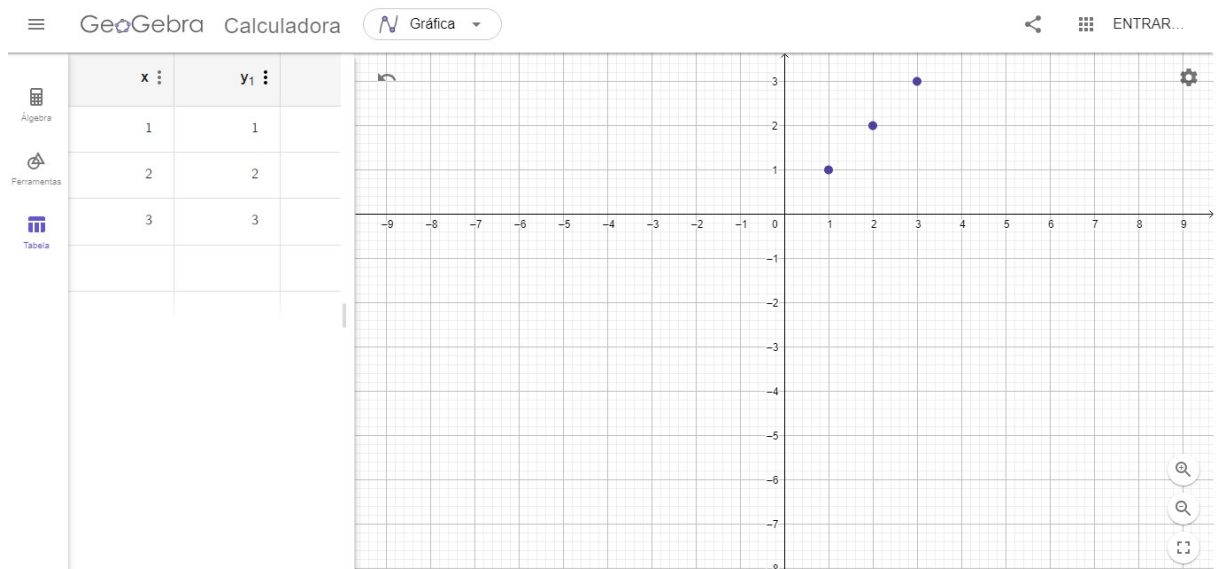 GeoGebra Calculadora Gráfica ENTRAR...
x y₁
Álgebra
1 1
Ferramentas
2 2
3 3
Tabela
3
2
1
–9 –8 –7 –6 –5 –4 –3 –2 –1 0 1 2 3 4 5 6 7 8 9
–1
–2
–3
–4
–5
–6
–7